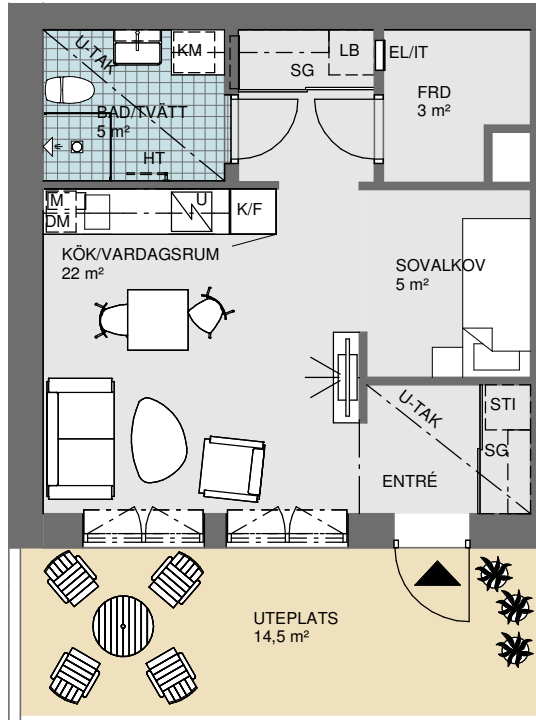 U-TAK
KM
SG
LB
EL/IT
BAD/TVÄTT
5 m²
HT
FRD
3 m²
M
DM
U
K/F
KÖK/VARDAGSRUM
22 m²
SOVALKOV
5 m²
U-TAK
STI
SG
ENTRÉ
UTEPLATS
14,5 m²